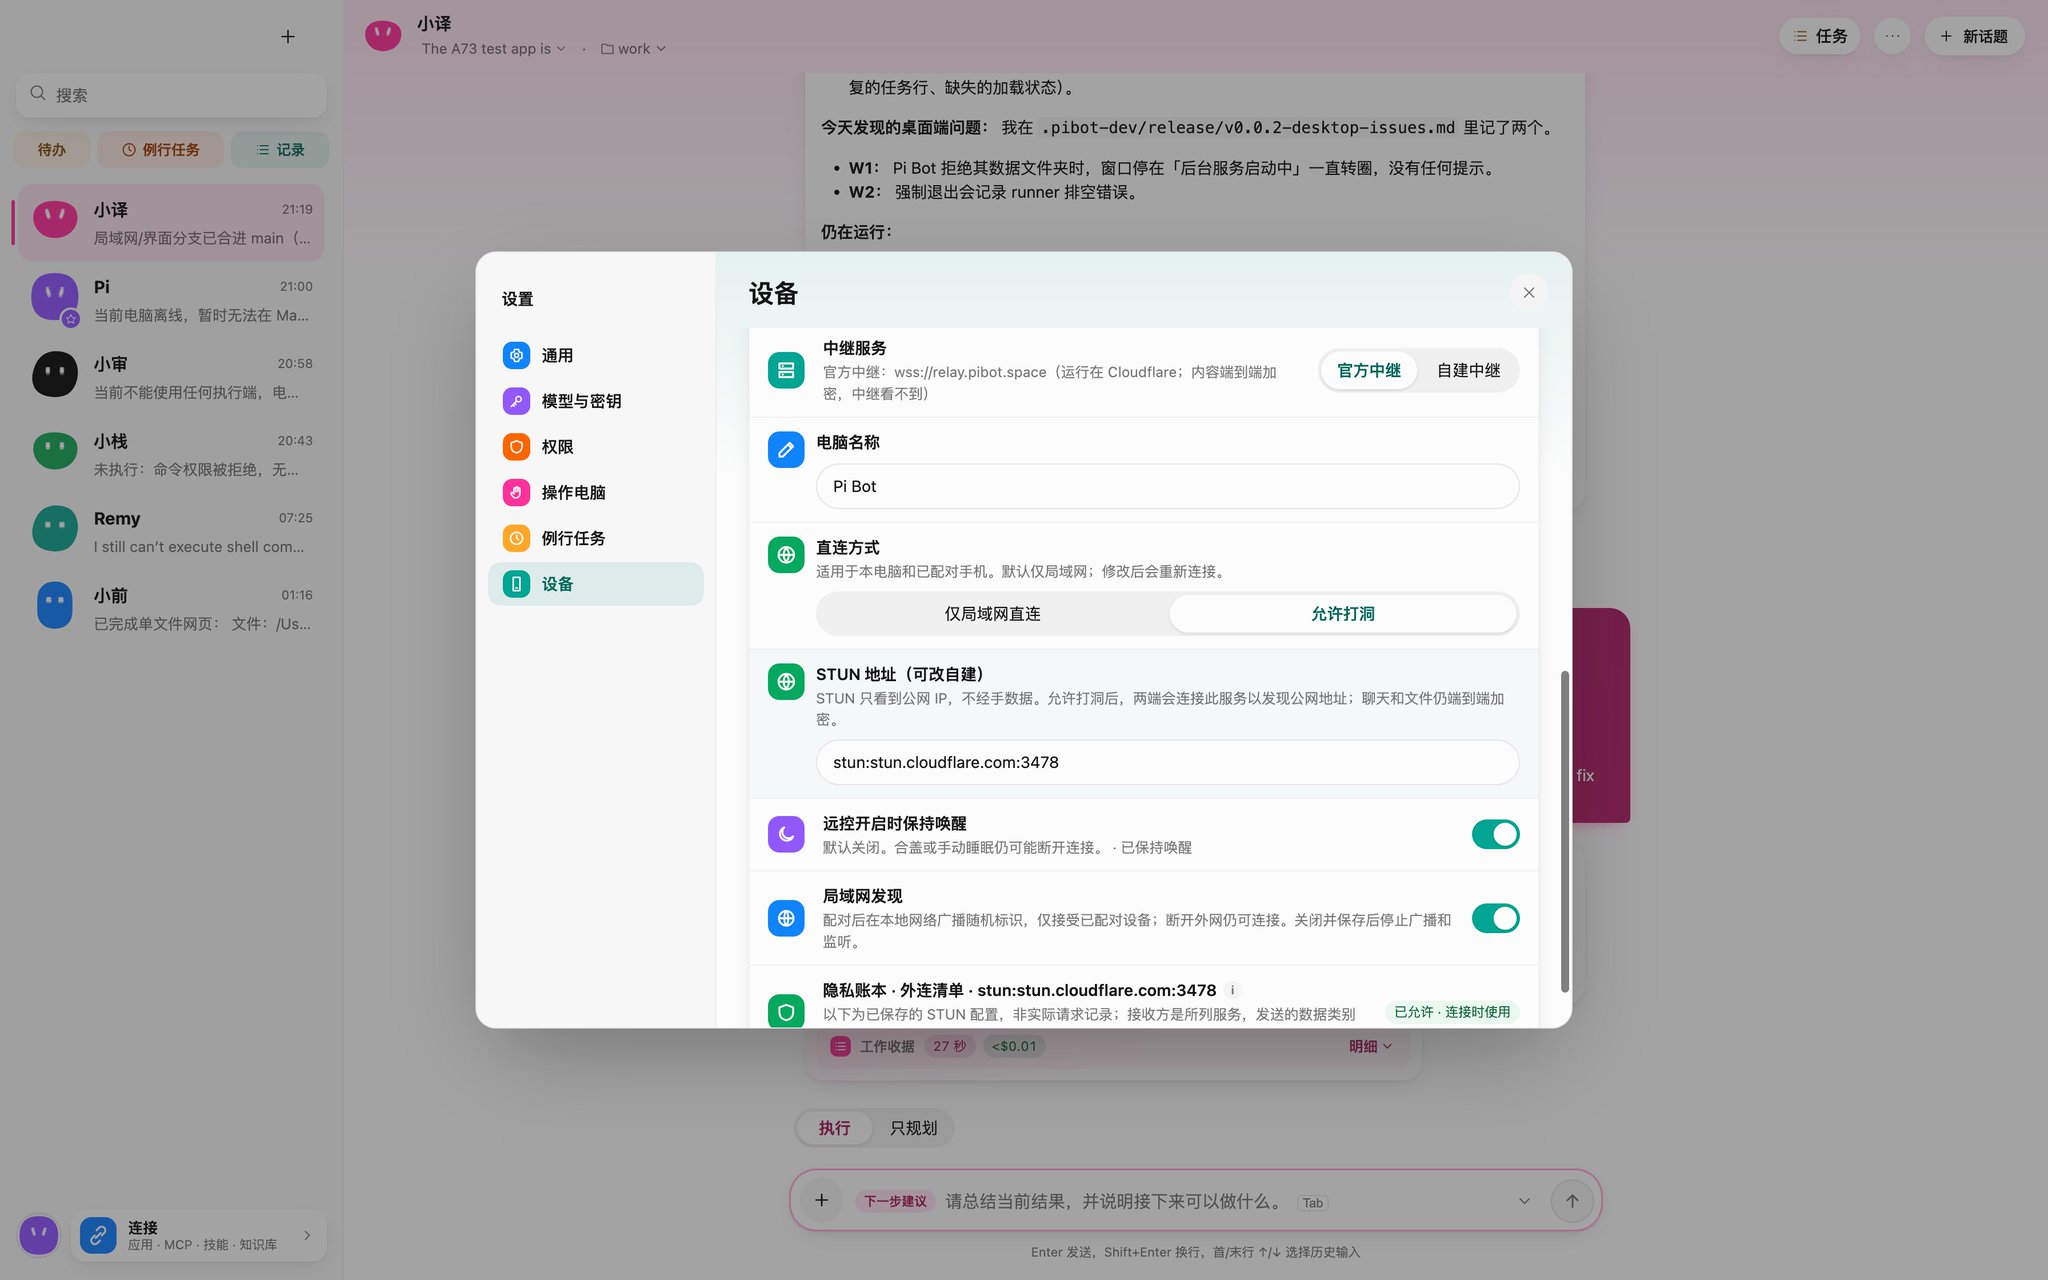 小译
The A73 test app is
·
work
任务
···
新话题
搜索
待办
例行任务
记录
小译
21:19
局域网/界面分支已合进 main（...
Pi
21:00
当前电脑离线，暂时无法在 Ma...
小审
20:58
当前不能使用任何执行端，电...
小栈
20:43
未执行：命令权限被拒绝，无...
Remy
07:25
I still can't execute shell com...
小前
01:16
已完成单文件网页： 文件：/Us...
连接
应用 · MCP · 技能 · 知识库
复的任务行、缺失的加载状态）。
今天发现的桌面端问题： 我在 .pibot-dev/release/v0.0.2-desktop-issues.md 里记了两个。
• W1： Pi Bot 拒绝其数据文件夹时，窗口停在「后台服务启动中」一直转圈，没有任何提示。
• W2： 强制退出会记录 runner 排空错误。
仍在运行：
设置
通用
模型与密钥
权限
操作电脑
例行任务
设备
设备
中继服务
官方中继：wss://relay.pibot.space（运行在 Cloudflare；内容端到端加
密，中继看不到）
官方中继
自建中继
电脑名称
Pi Bot
直连方式
适用于本电脑和已配对手机。默认仅局域网；修改后会重新连接。
仅局域网直连
允许打洞
STUN 地址（可改自建）
STUN 只看到公网 IP，不经手数据。允许打洞后，两端会连接此服务以发现公网地址；聊天和文件仍端到端加
密。
stun:stun.cloudflare.com:3478
远控开启时保持唤醒
默认关闭。合盖或手动睡眠仍可能断开连接。 · 已保持唤醒
局域网发现
配对后在本地网络广播随机标识，仅接受已配对设备；断开外网仍可连接。关闭并保存后停止广播和
监听。
隐私账本 · 外连清单 · stun:stun.cloudflare.com:3478
i
以下为已保存的 STUN 配置，非实际请求记录；接收方是所列服务，发送的数据类别
已允许 · 连接时使用
fix
工作收据
27 秒
<$0.01
明细
执行
只规划
下一步建议
请总结当前结果，并说明接下来可以做什么。
Tab
Enter 发送，Shift+Enter 换行，首/末行 ↑/↓ 选择历史输入